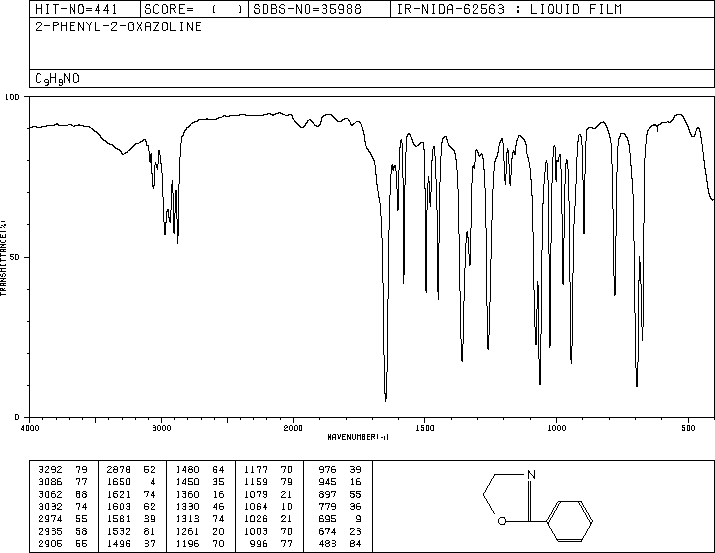 HIT-NO=441 SCORE= ( ) SDBS-NO=35988 IR-NIDA-62563 : LIQUID FILM
2-PHENYL-2-OXAZOLINE
C9H9NO
100
50
0
TRANSMITTANCE(%)
4000 3000 2000 1500 1000 500
WAVENUMBER(-1)
3292 79 2878 52 1480 64 1177 70 976 39
3086 77 1650 4 1450 35 1159 79 945 16
3062 68 1621 74 1360 16 1079 21 897 55
3032 74 1603 62 1330 46 1064 10 779 36
2974 55 1581 39 1313 74 1026 21 695 9
2935 58 1532 81 1261 20 1003 70 674 23
2905 55 1496 37 1196 70 996 77 483 84
N
O